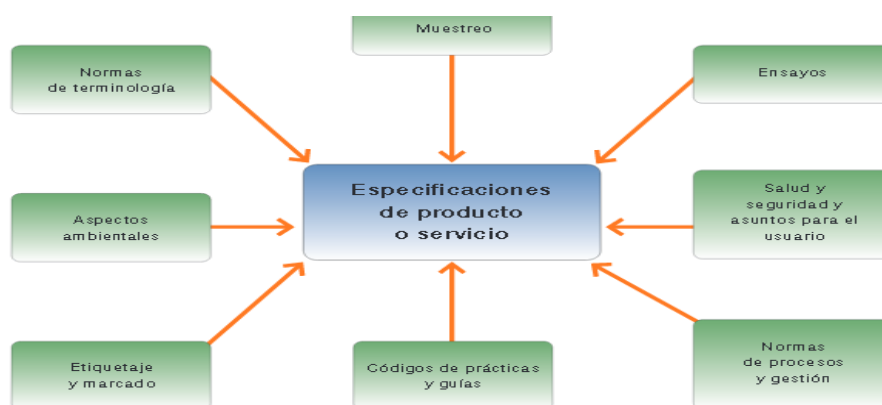 Muestreo
Normas
de terminología
Ensayos
Especificaciones
de producto
o servicio
Aspectos
ambientales
Salud y
seguridad y
asuntos para el
usuario
Etiquetaje
y marcado
Códigos de prácticas
y guías
Normas
de procesos
y gestión